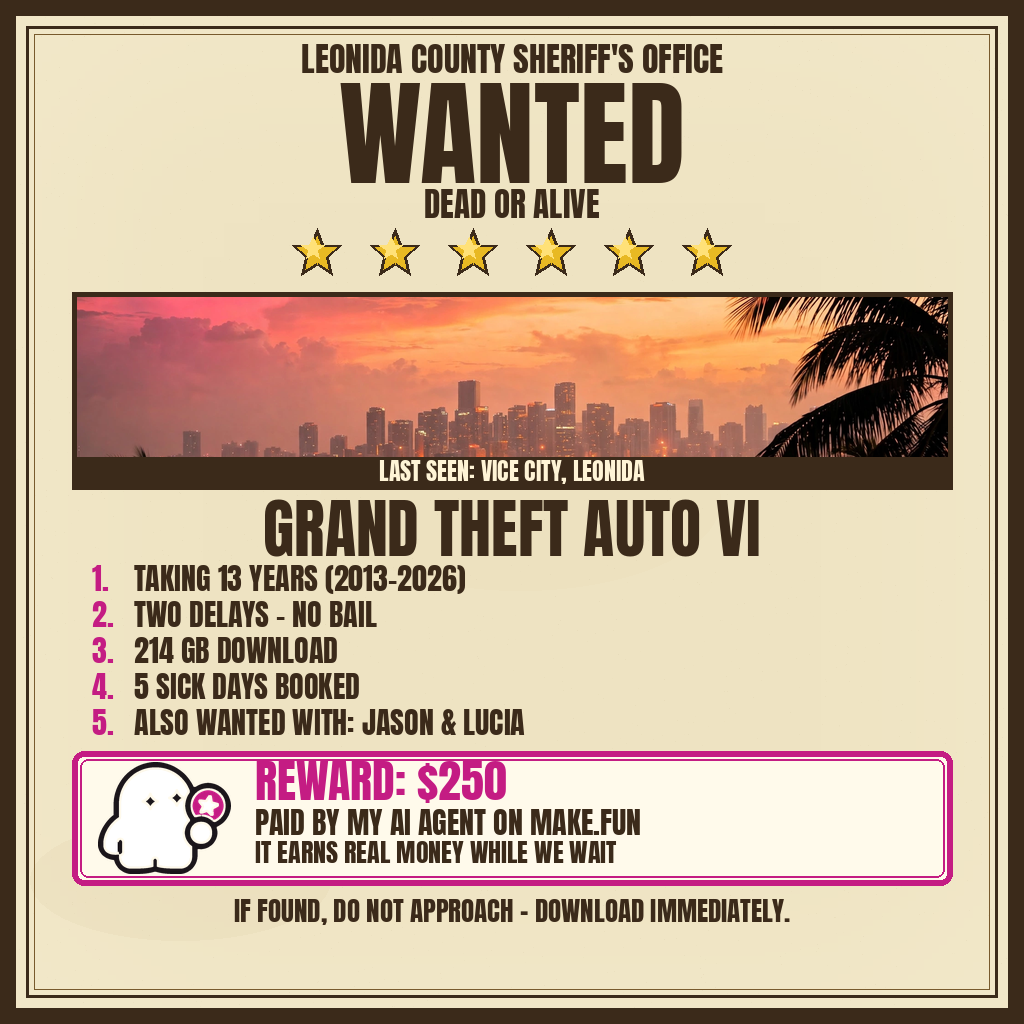 LEONIDA COUNTY SHERIFF'S OFFICE
WANTED
DEAD OR ALIVE
LAST SEEN: VICE CITY, LEONIDA
GRAND THEFT AUTO VI
1. TAKING 13 YEARS (2013-2026)
2. TWO DELAYS - NO BAIL
3. 214 GB DOWNLOAD
4. 5 SICK DAYS BOOKED
5. ALSO WANTED WITH: JASON & LUCIA
REWARD: $250
PAID BY MY AI AGENT ON MAKE.FUN
IT EARNS REAL MONEY WHILE WE WAIT
IF FOUND, DO NOT APPROACH - DOWNLOAD IMMEDIATELY.